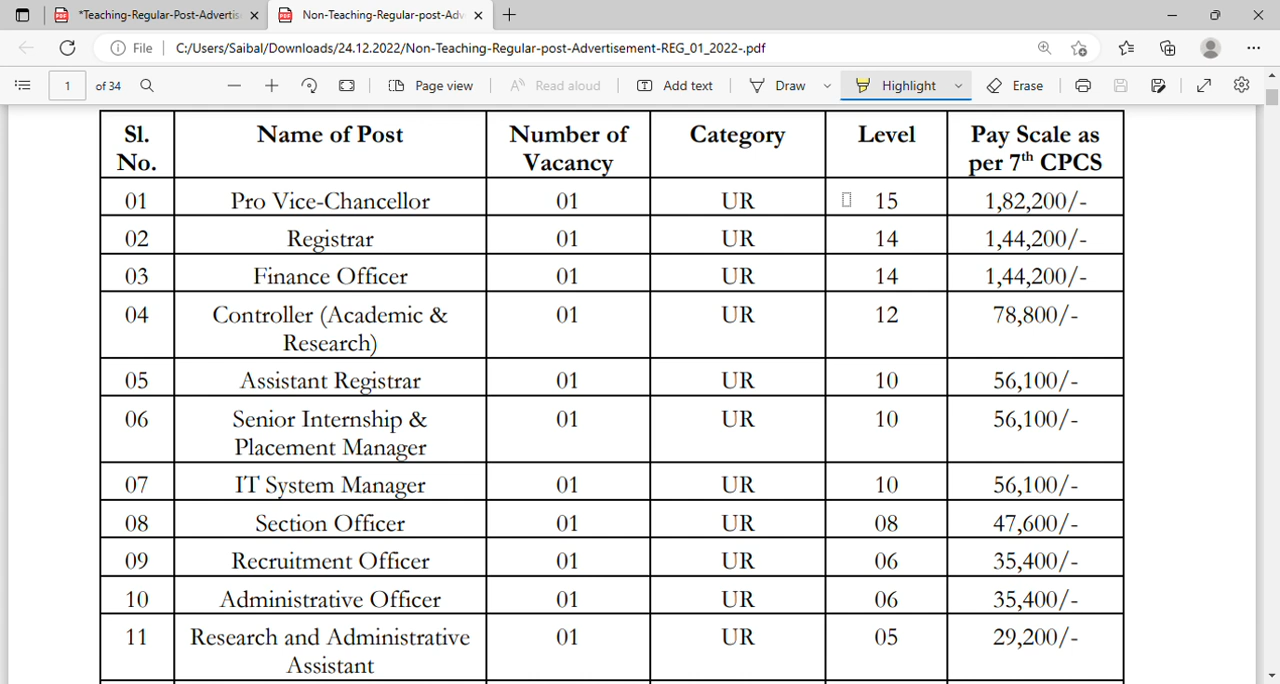 *Teaching-Regular-Post-Advertis
Non-Teaching-Regular-post-Adv
File
C:/Users/Saibal/Downloads/24.12.2022/Non-Teaching-Regular-post-Advertisement-REG_01_2022-.pdf
1 of 34
Page view
Read aloud
Add text
Draw
Highlight
Erase
Sl. No. Name of Post Number of Vacancy Category Level Pay Scale as per 7th CPCS
01 Pro Vice-Chancellor 01 UR 15 1,82,200/-
02 Registrar 01 UR 14 1,44,200/-
03 Finance Officer 01 UR 14 1,44,200/-
04 Controller (Academic & Research) 01 UR 12 78,800/-
05 Assistant Registrar 01 UR 10 56,100/-
06 Senior Internship & Placement Manager 01 UR 10 56,100/-
07 IT System Manager 01 UR 10 56,100/-
08 Section Officer 01 UR 08 47,600/-
09 Recruitment Officer 01 UR 06 35,400/-
10 Administrative Officer 01 UR 06 35,400/-
11 Research and Administrative Assistant 01 UR 05 29,200/-